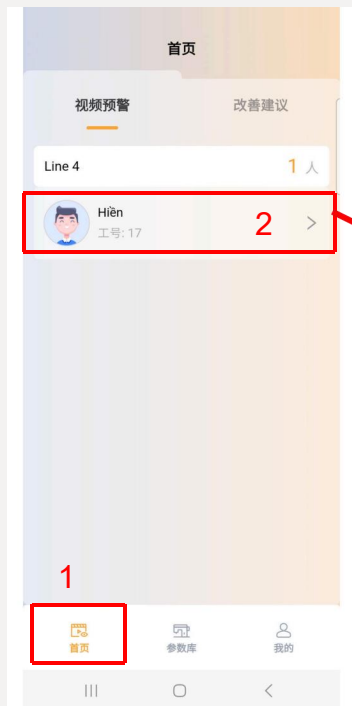 首页
视频预警 改善建议
Line 4 1 人
Hiền
工号: 17
2
1
首页 参数库 我的